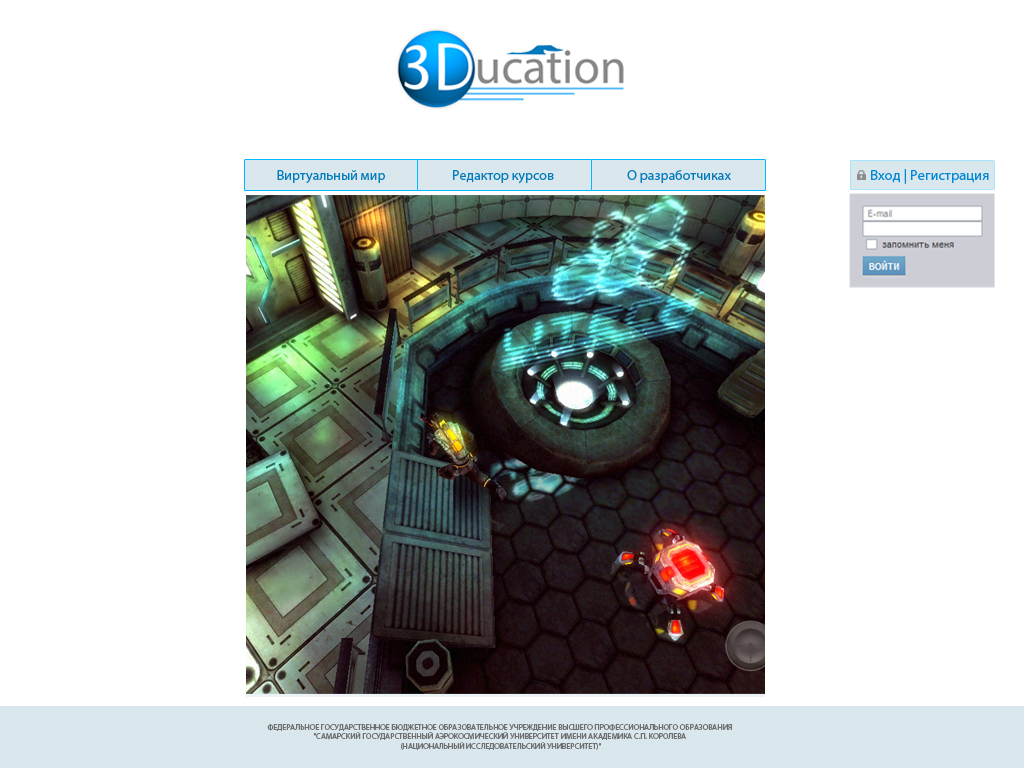 3Ducation
Виртуальный мир
Редактор курсов
О разработчиках
Вход | Регистрация
E-mail
запомнить меня
ВОЙТИ
ФЕДЕРАЛЬНОЕ ГОСУДАРСТВЕННОЕ БЮДЖЕТНОЕ ОБРАЗОВАТЕЛЬНОЕ УЧРЕЖДЕНИЕ ВЫСШЕГО ПРОФЕССИОНАЛЬНОГО ОБРАЗОВАНИЯ
"САМАРСКИЙ ГОСУДАРСТВЕННЫЙ АЭРОКОСМИЧЕСКИЙ УНИВЕРСИТЕТ ИМЕНИ АКАДЕМИКА С.П. КОРОЛЕВА
(НАЦИОНАЛЬНЫЙ ИССЛЕДОВАТЕЛЬСКИЙ УНИВЕРСИТЕТ)"